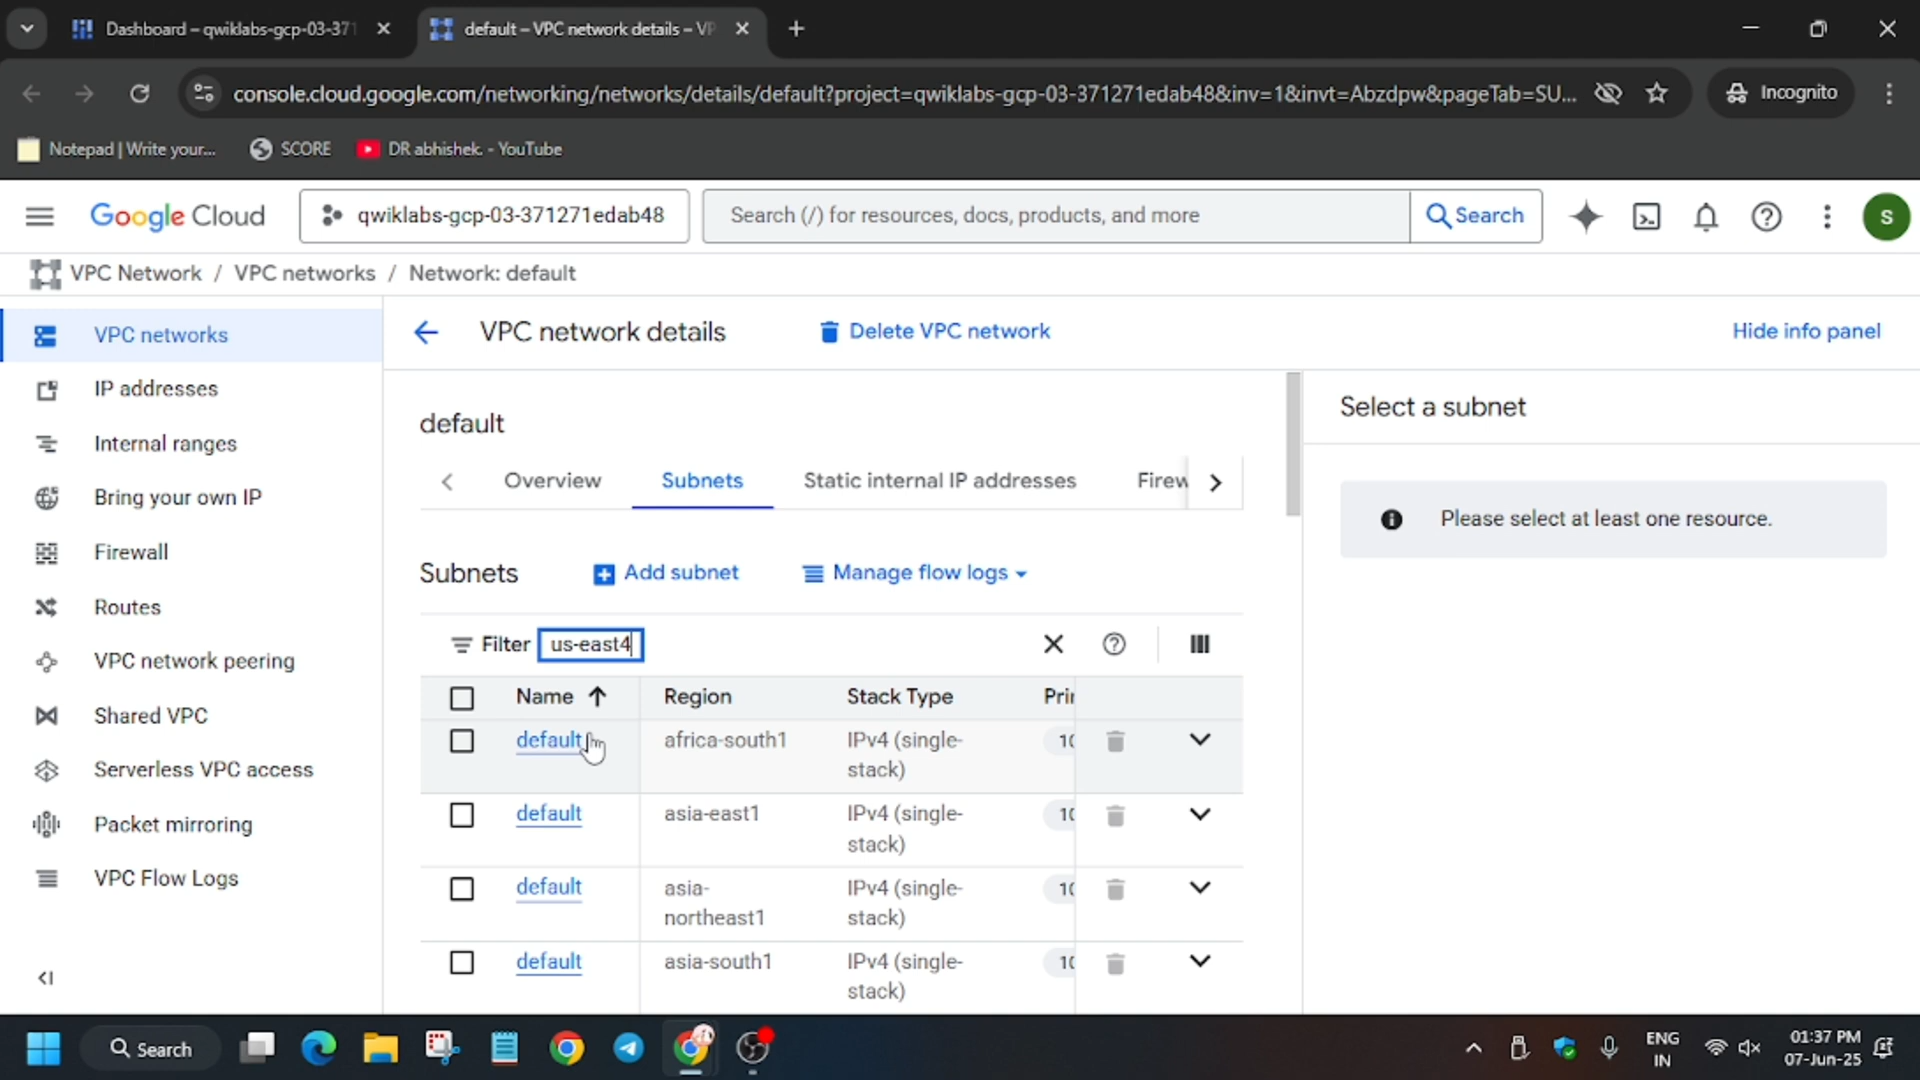 Dashboard – qwiklabs-gcp-03-371
default – VPC network details – VP
console.cloud.google.com/networking/networks/details/default?project=qwiklabs-gcp-03-371271edab48&inv=1&invt=Abzdpw&pageTab=SU...
Incognito
Notepad | Write your...
SCORE
DR abhishek. - YouTube
Google Cloud
qwiklabs-gcp-03-371271edab48
Search (/) for resources, docs, products, and more
Search
S
VPC Network / VPC networks / Network: default
VPC networks
IP addresses
Internal ranges
Bring your own IP
Firewall
Routes
VPC network peering
Shared VPC
Serverless VPC access
Packet mirroring
VPC Flow Logs
VPC network details
Delete VPC network
Hide info panel
default
Overview
Subnets
Static internal IP addresses
Firew
Subnets
Add subnet
Manage flow logs
Filter us-east4
Name
Region
Stack Type
Pri
default
africa-south1
IPv4 (single-
stack)
10
default
asia-east1
IPv4 (single-
stack)
10
default
asia-
northeast1
IPv4 (single-
stack)
10
default
asia-south1
IPv4 (single-
stack)
10
Select a subnet
Please select at least one resource.
Search
ENG
IN
01:37 PM
07-Jun-25